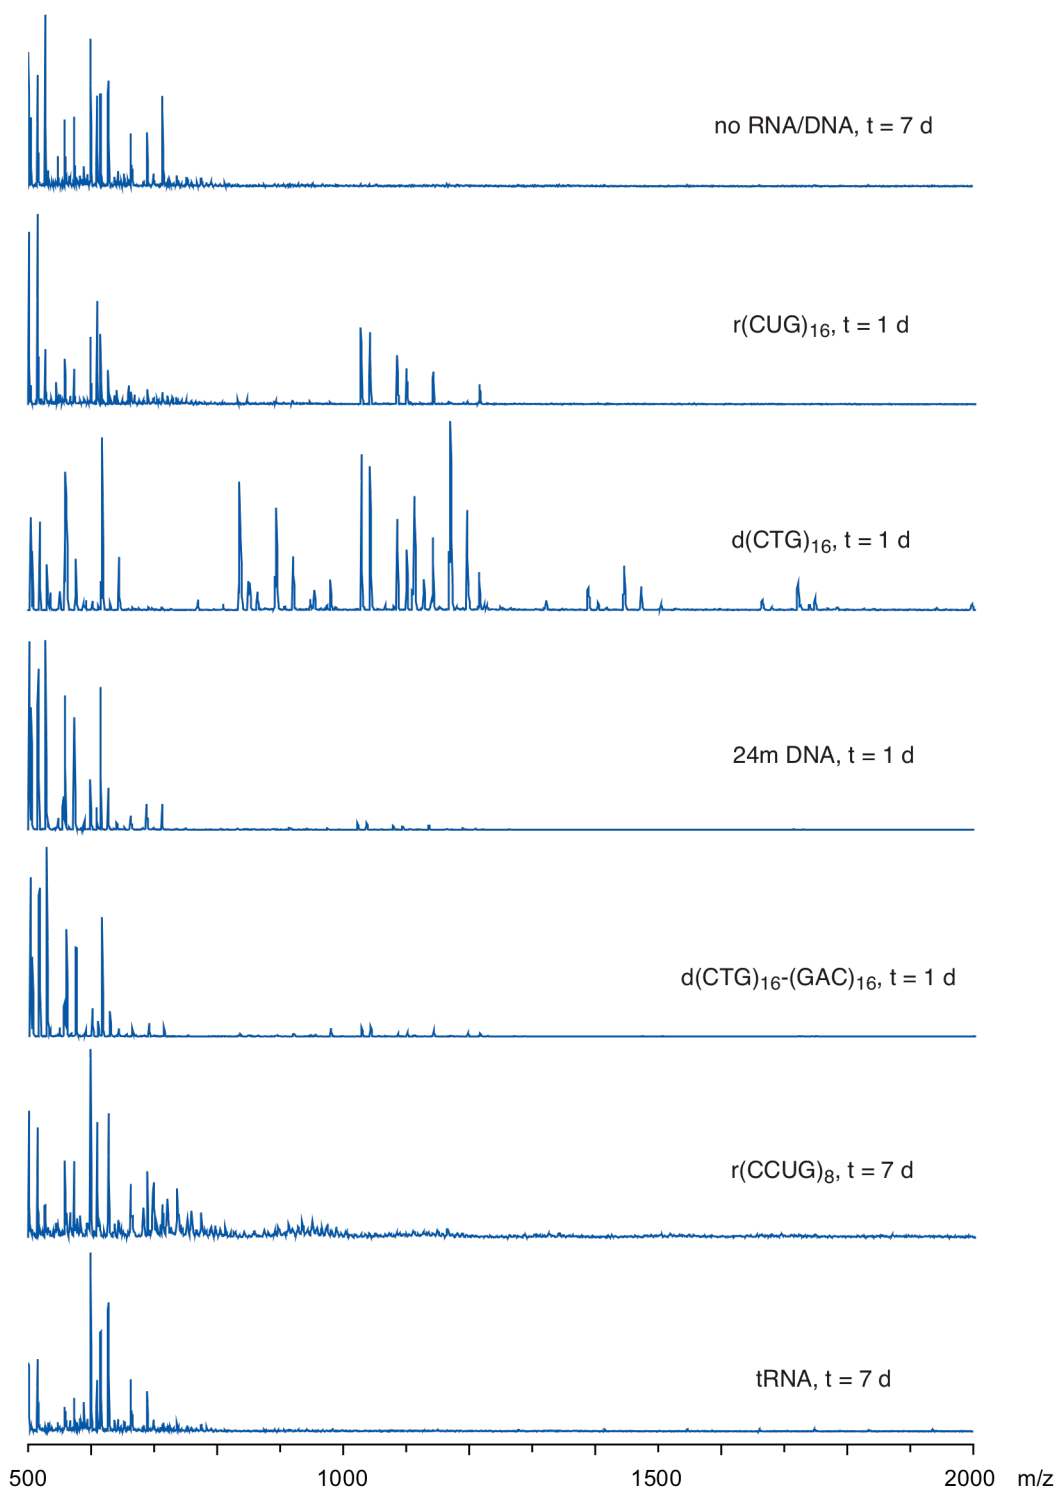 no RNA/DNA, t = 7 d
r(CUG)16, t = 1 d
d(CTG)16, t = 1 d
24m DNA, t = 1 d
d(CTG)16-(GAC)16, t = 1 d
r(CCUG)8, t = 7 d
tRNA, t = 7 d
500 1000 1500 2000 m/z